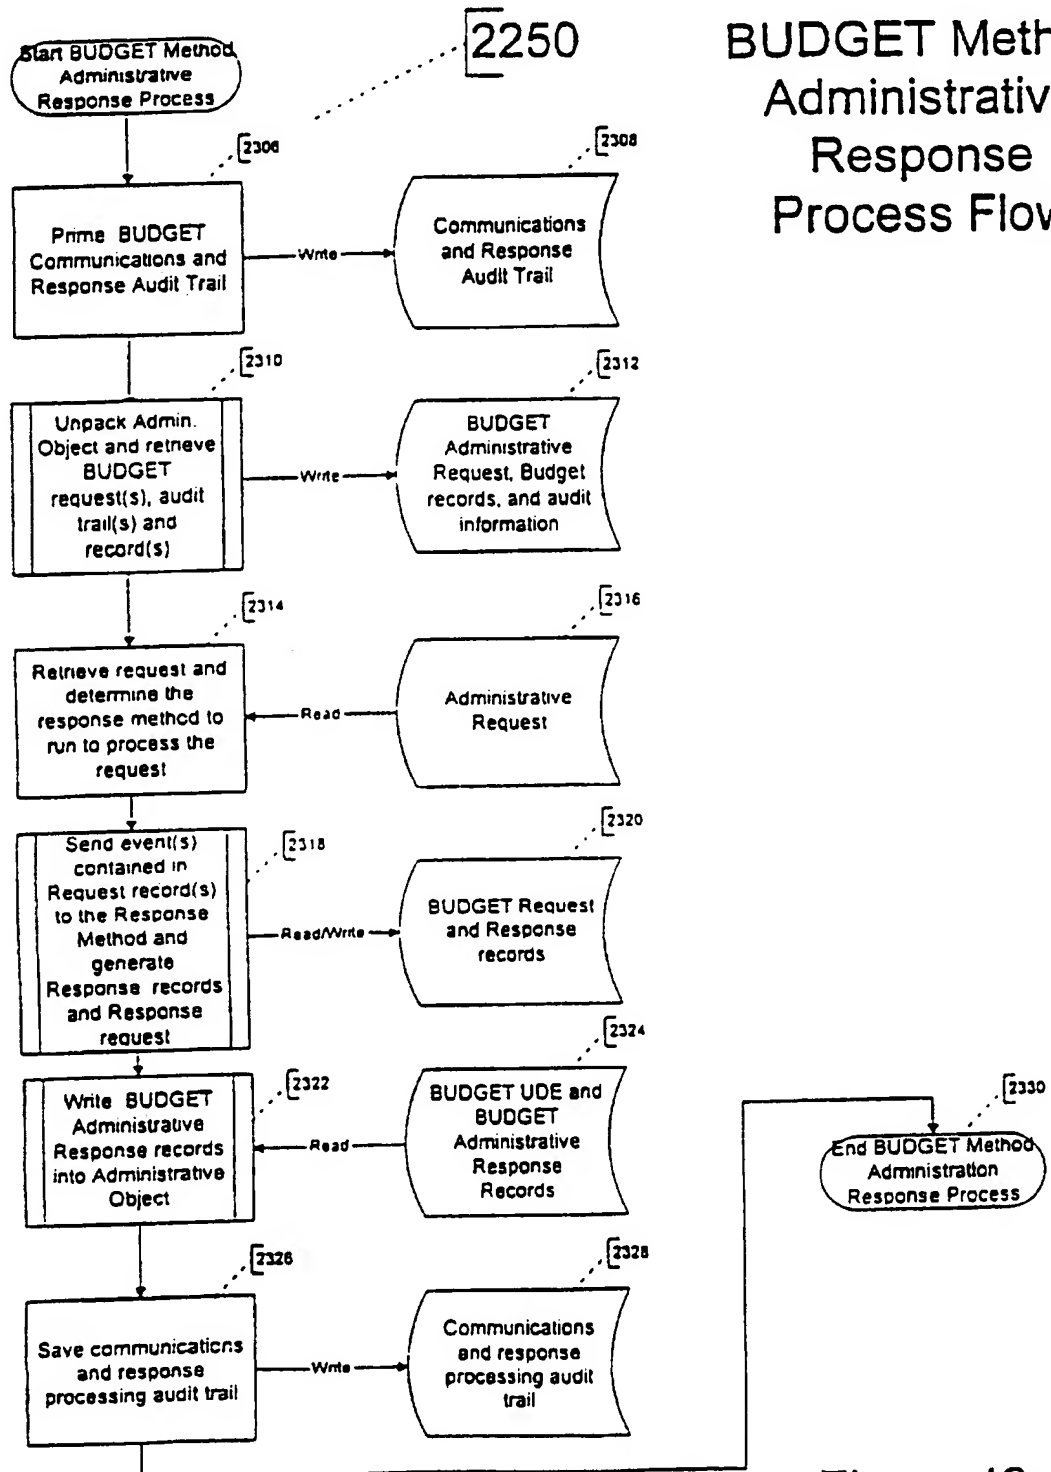 Start BUDGET Method
Administrative
Response Process
2250
BUDGET Meth
Administrativ
Response
Process Flow
2306
Prime BUDGET
Communications and
Response Audit Trail
Write
2308
Communications
and Response
Audit Trail
2310
Unpack Admin.
Object and retrieve
BUDGET
request(s), audit
trail(s) and
record(s)
Write
2312
BUDGET
Administrative
Request, Budget
records, and audit
information
2314
Retrieve request and
determine the
response method to
run to process the
request
Read
2316
Administrative
Request
2318
Send event(s)
contained in
Request record(s)
to the Response
Method and
generate
Response records
and Response
request
Read/Write
2320
BUDGET Request
and Response
records
2322
Write BUDGET
Administrative
Response records
into Administrative
Object
Read
2324
BUDGET UDE and
BUDGET
Administrative
Response
Records
2326
Save communications
and response
processing audit trail
Write
2328
Communications
and response
processing audit
trail
2330
End BUDGET Method
Administration
Response Process